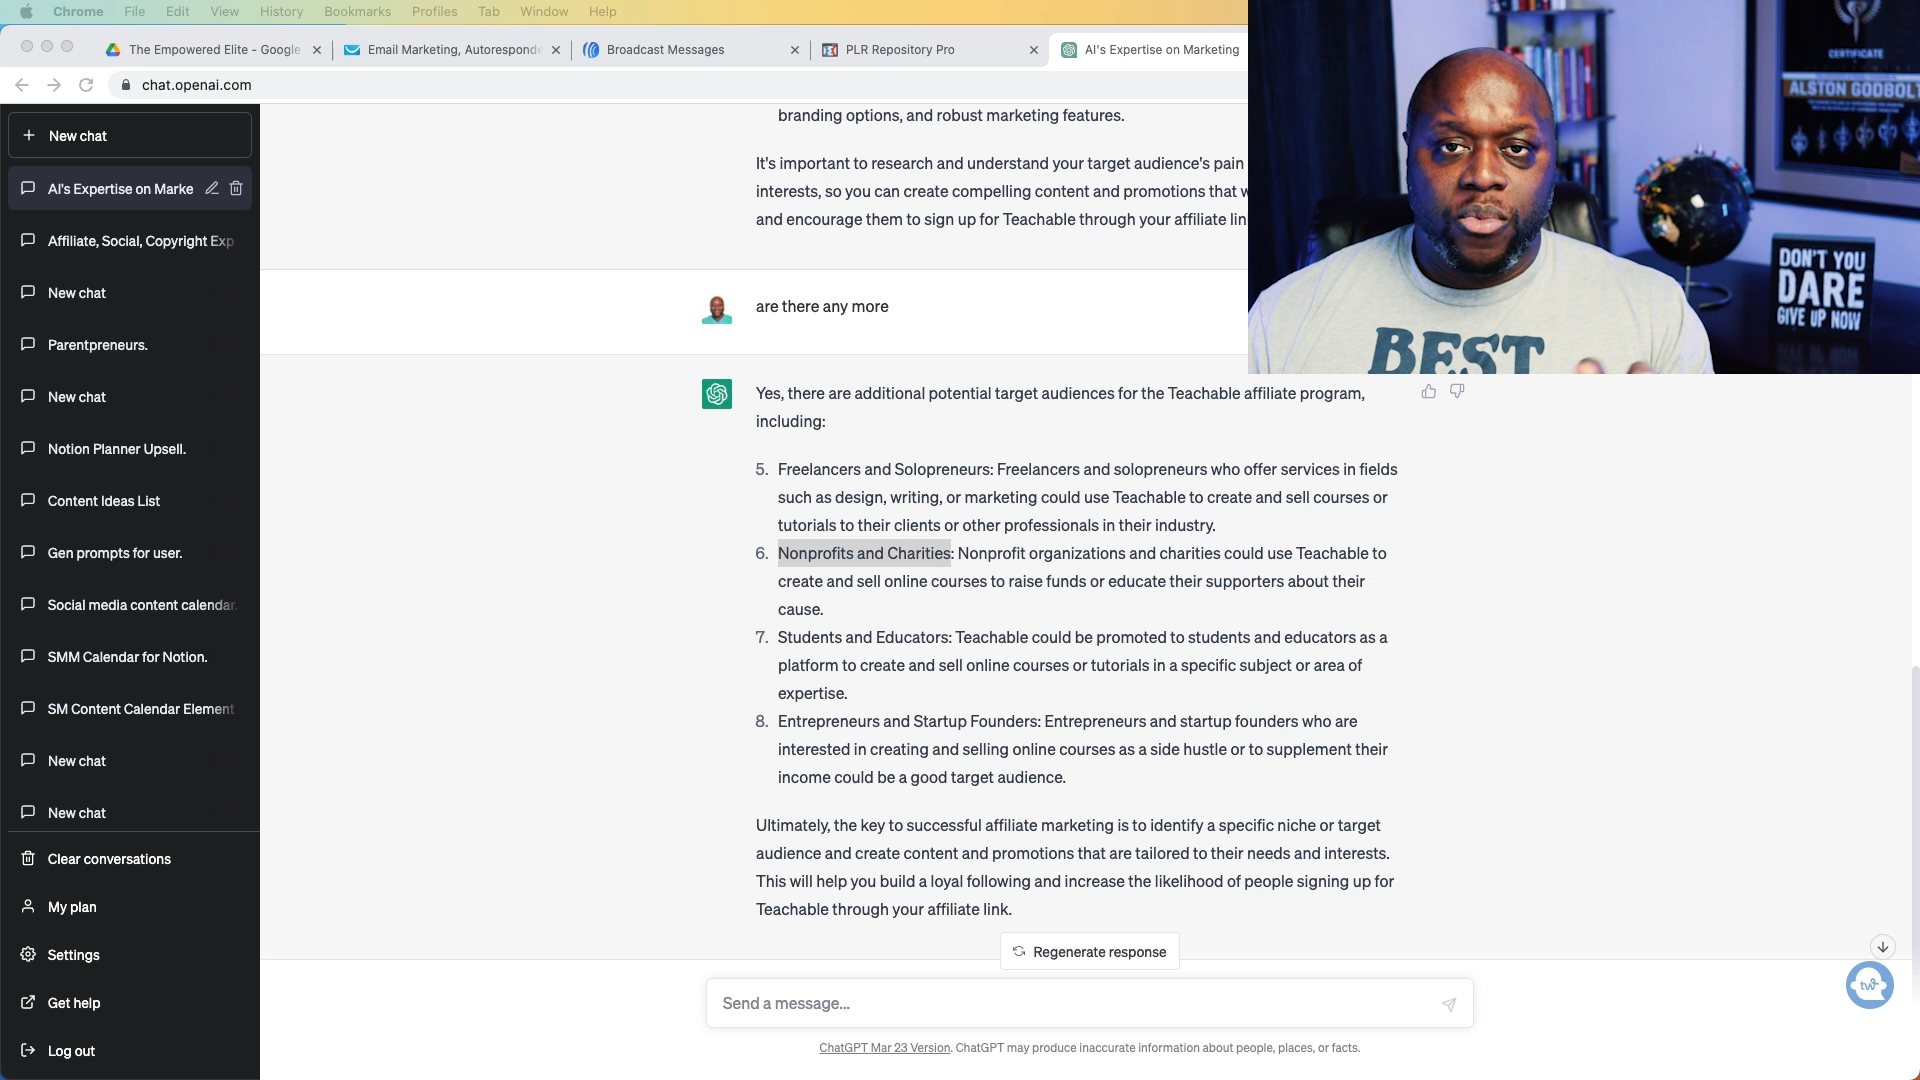 Chrome File Edit View History Bookmarks Profiles Tab Window Help
The Empowered Elite - Google
Email Marketing, Autoresponde
Broadcast Messages
PLR Repository Pro
AI's Expertise on Marketing
chat.openai.com
New chat
AI's Expertise on Marke
Affiliate, Social, Copyright Exp
New chat
Parentpreneurs.
New chat
Notion Planner Upsell.
Content Ideas List
Gen prompts for user.
Social media content calendar.
SMM Calendar for Notion.
SM Content Calendar Element
New chat
New chat
Clear conversations
My plan
Settings
Get help
Log out
branding options, and robust marketing features.
It's important to research and understand your target audience's pain
interests, so you can create compelling content and promotions that
and encourage them to sign up for Teachable through your affiliate
are there any more
Yes, there are additional potential target audiences for the Teachable affiliate program,
including:
5. Freelancers and Solopreneurs: Freelancers and solopreneurs who offer services in fields
such as design, writing, or marketing could use Teachable to create and sell courses or
tutorials to their clients or other professionals in their industry.
6. Nonprofits and Charities: Nonprofit organizations and charities could use Teachable to
create and sell online courses to raise funds or educate their supporters about their
cause.
7. Students and Educators: Teachable could be promoted to students and educators as a
platform to create and sell online courses or tutorials in a specific subject or area of
expertise.
8. Entrepreneurs and Startup Founders: Entrepreneurs and startup founders who are
interested in creating and selling online courses as a side hustle or to supplement their
income could be a good target audience.
Ultimately, the key to successful affiliate marketing is to identify a specific niche or target
audience and create content and promotions that are tailored to their needs and interests.
This will help you build a loyal following and increase the likelihood of people signing up for
Teachable through your affiliate link.
Regenerate response
Send a message...
ChatGPT Mar 23 Version. ChatGPT may produce inaccurate information about people, places, or facts.
CERTIFICATE
ALSTON GODBOLT
DON'T YOU
DARE
GIVE UP NOW
BEST